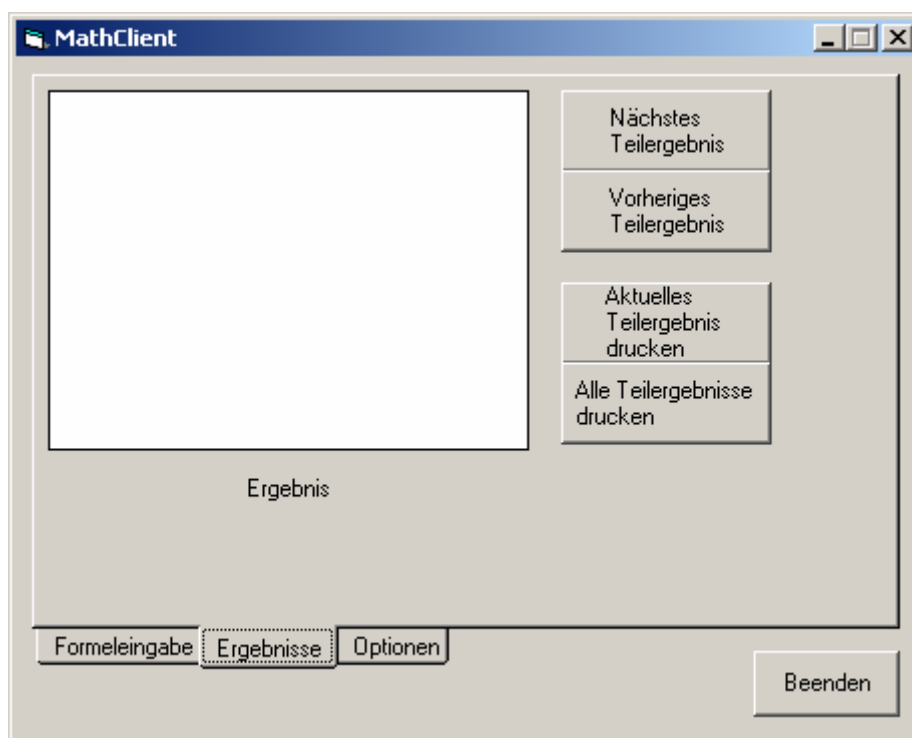 MathClient
Nächstes
Teilergebnis
Vorheriges
Teilergebnis
Aktuelles
Teilergebnis
drucken
Alle Teilergebnisse
drucken
Ergebnis
Formeleingabe Ergebnisse Optionen
Beenden